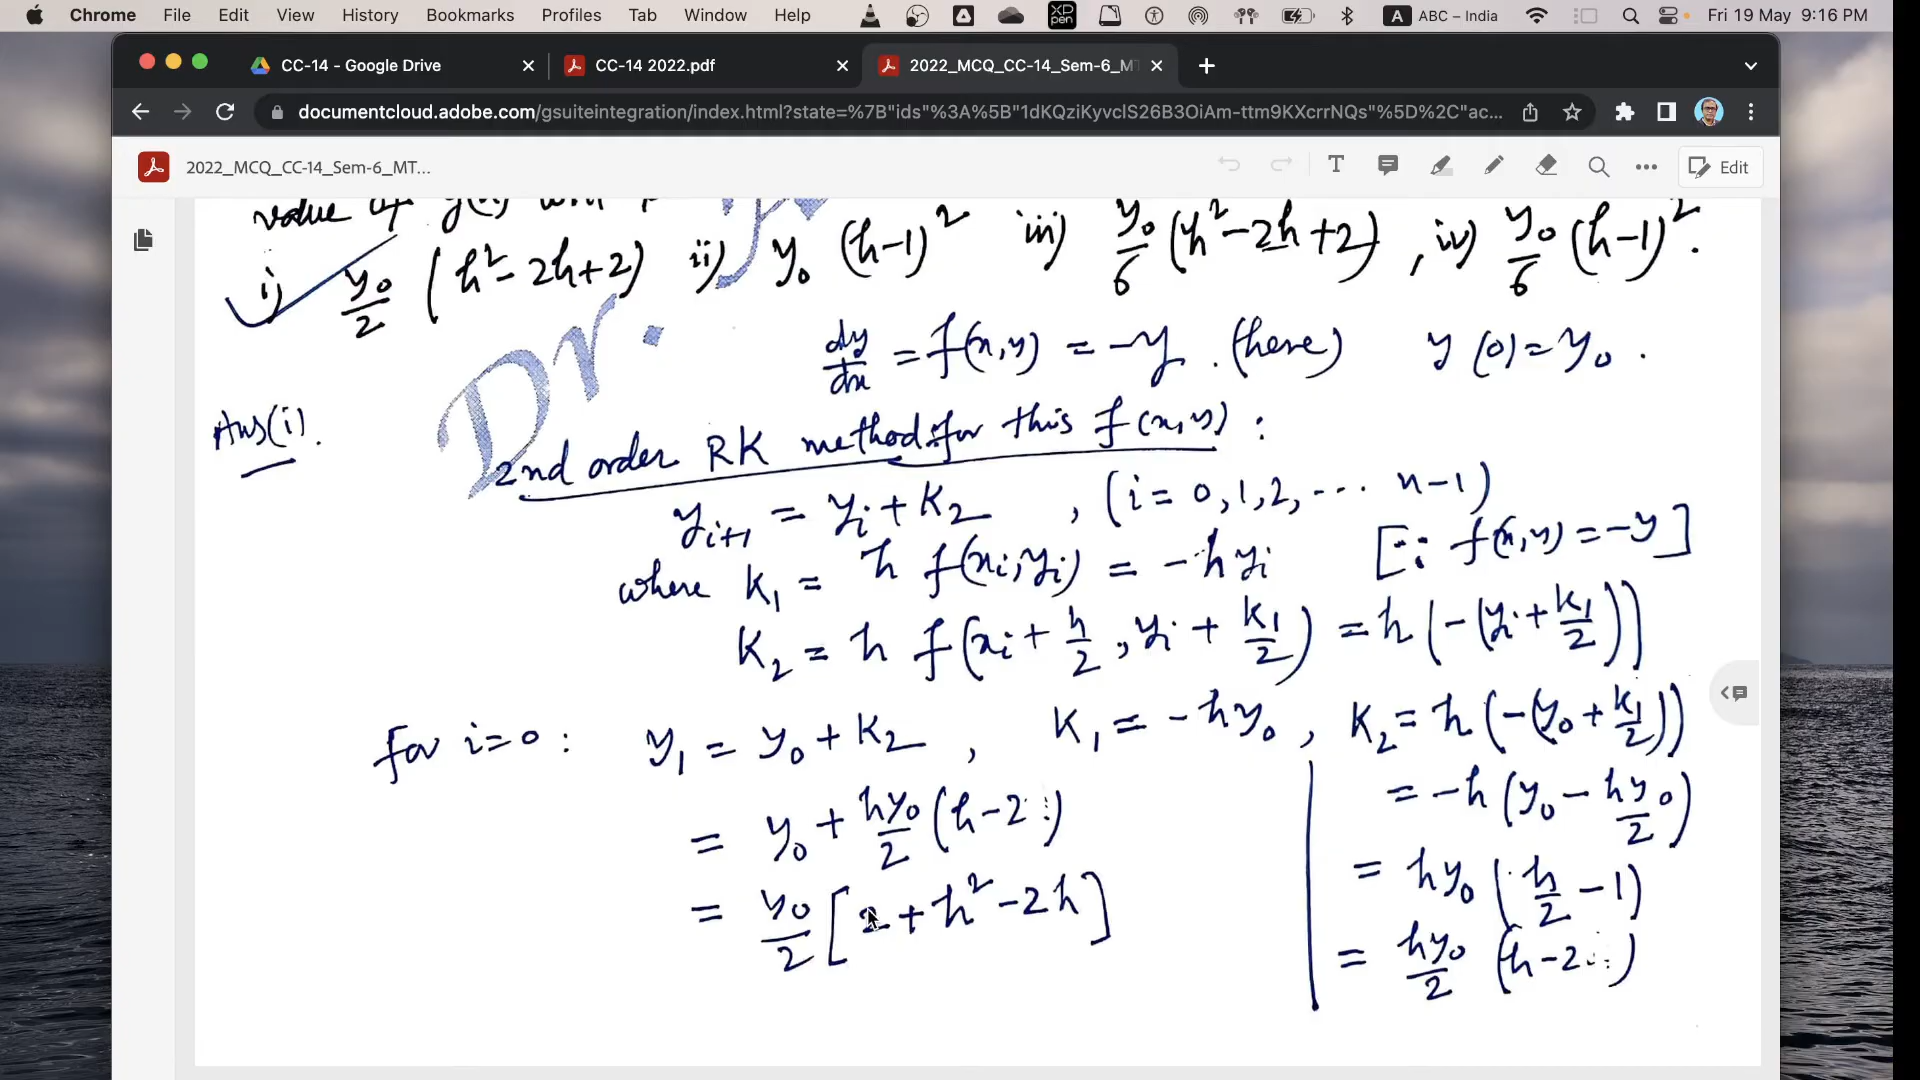 Chrome File Edit View History Bookmarks Profiles Tab Window Help XP pen A ABC – India Fri 19 May 9:16 PM
CC-14 - Google Drive CC-14 2022.pdf 2022_MCQ_CC-14_Sem-6_MT
documentcloud.adobe.com/gsuiteintegration/index.html?state=%7B"ids"%3A%5B"1dKQziKyvclS26B3OiAm-ttm9KXcrrNQs"%5D%2C"ac...
2022_MCQ_CC-14_Sem-6_MT... T Edit
value of
i) y₀/2 (h²-2h+2) ii) y₀ (h-1)² iii) y₀/6 (h²-2h+2), iv) y₀/6 (h-1)².
Dr.
dy/dx = f(x,y) = -y. (here) y(0) = y₀.
Ans(i).
2nd order RK method for this f(x,y):
yᵢ₊₁ = yᵢ + K₂, (i = 0,1,2,... n-1)
where K₁ = h f(xᵢ,yᵢ) = -h yᵢ [∵ f(x,y) = -y]
K₂ = h f(xᵢ + h/2, yᵢ + K₁/2) = h(-(yᵢ + K₁/2))
for i=0: y₁ = y₀ + K₂, K₁ = -hy₀, K₂ = h(-(y₀ + K₁/2))
= y₀ + hy₀/2 (h-2)
= y₀/2 [2 + h² - 2h]
= -h (y₀ - hy₀/2)
= hy₀ (h/2 - 1)
= hy₀/2 (h-2)